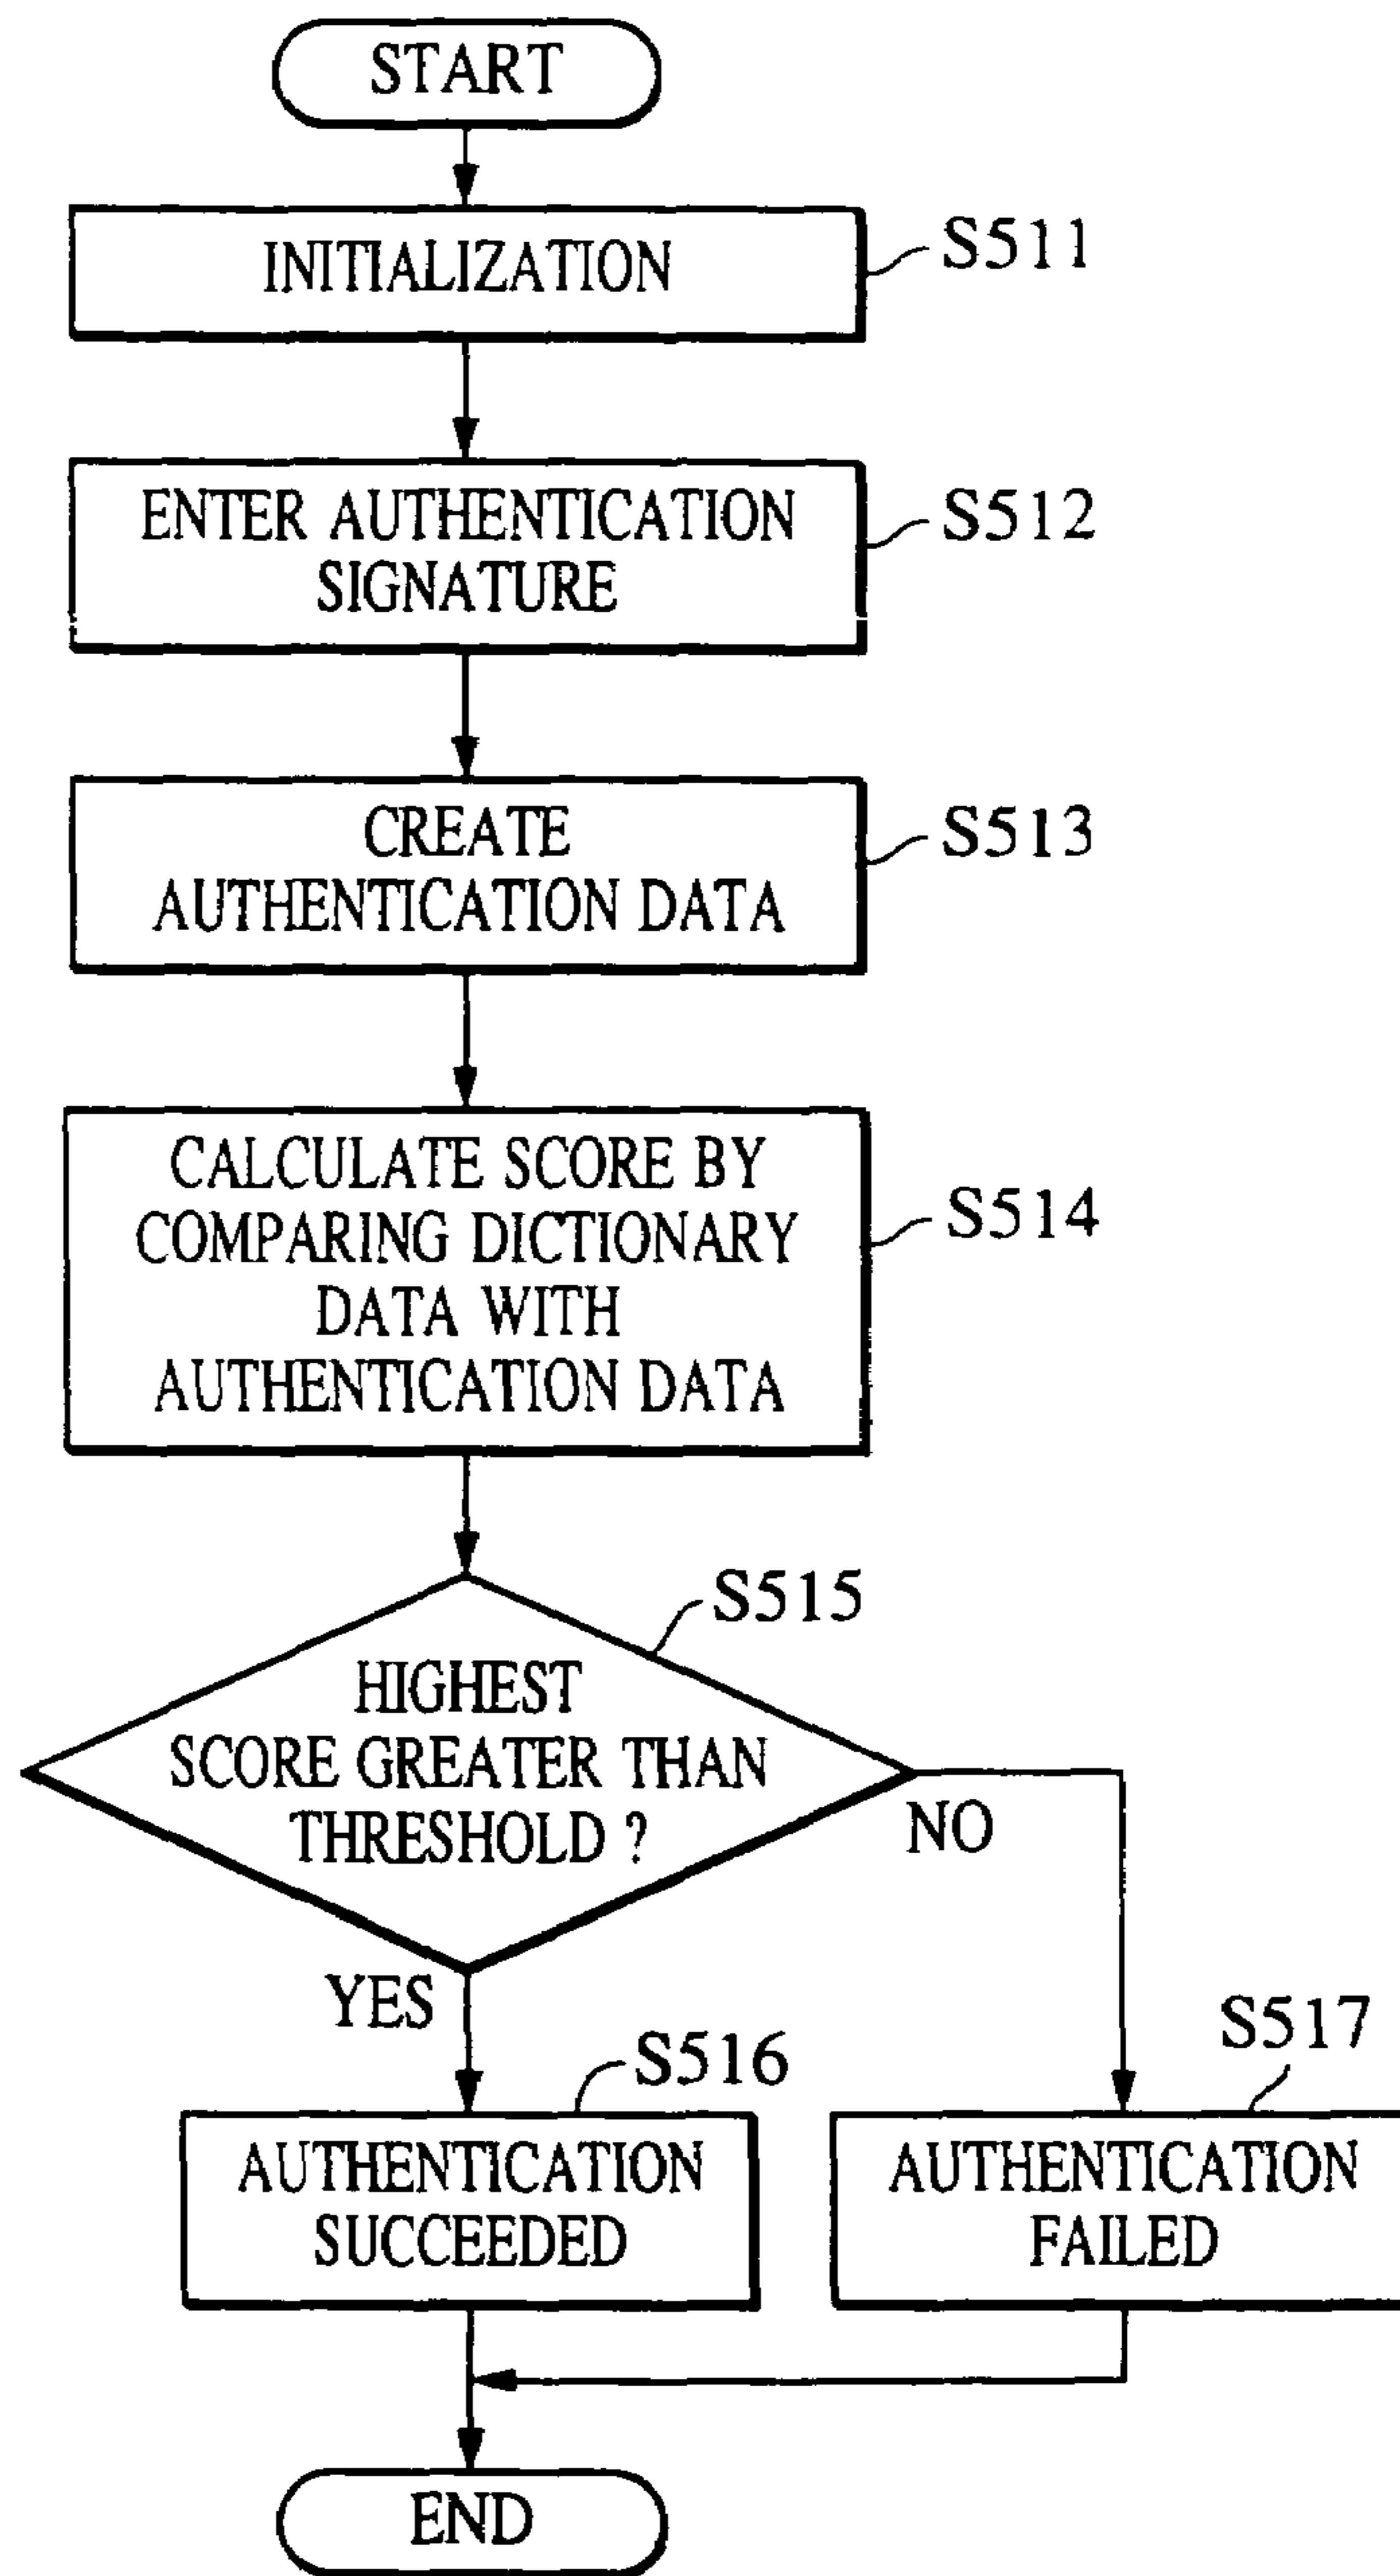 START
INITIALIZATION
S511
ENTER AUTHENTICATION
SIGNATURE
S512
CREATE
AUTHENTICATION DATA
S513
CALCULATE SCORE BY
COMPARING DICTIONARY
DATA WITH
AUTHENTICATION DATA
S514
S515
HIGHEST
SCORE GREATER THAN
THRESHOLD ?
NO
YES
S516
AUTHENTICATION
SUCCEEDED
S517
AUTHENTICATION
FAILED
END